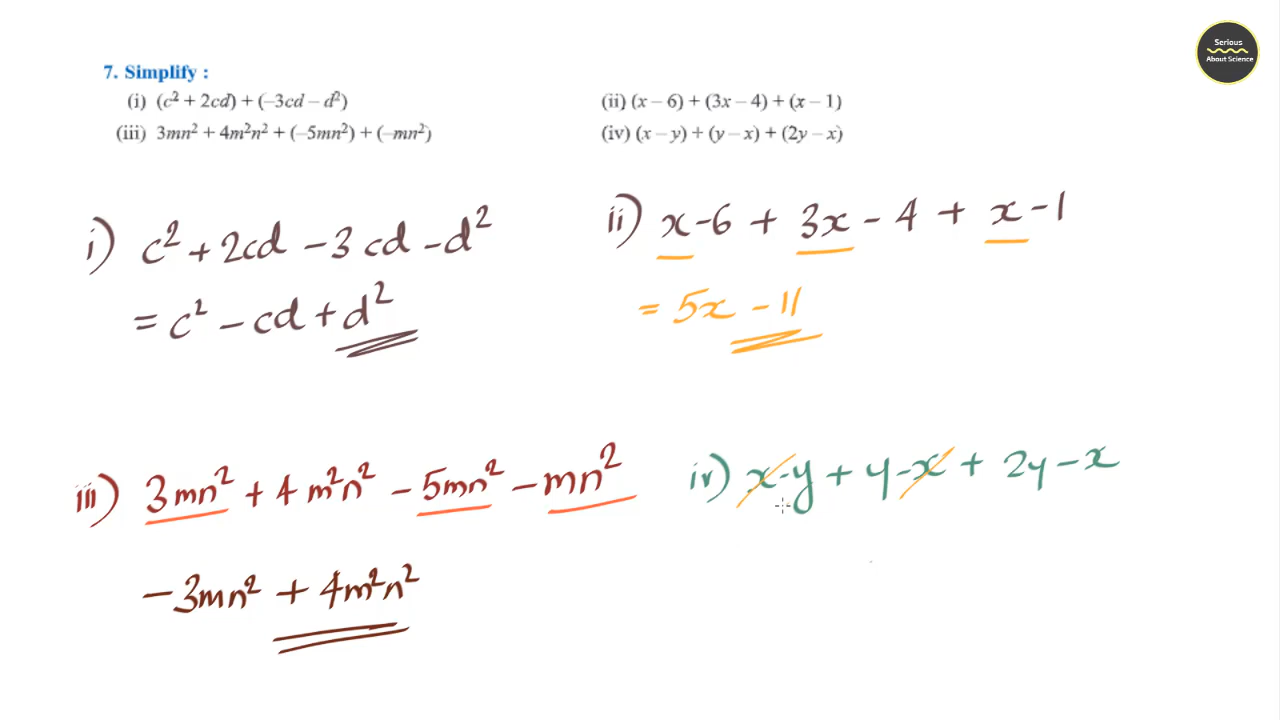 Serious
About Science
7. Simplify :
(i) (c² + 2cd) + (–3cd – d²)
(ii) (x – 6) + (3x – 4) + (x – 1)
(iii) 3mn² + 4m²n² + (–5mn²) + (–mn²)
(iv) (x – y) + (y – x) + (2y – x)
i) c² + 2cd - 3cd - d²
= c² - cd + d²
ii) x - 6 + 3x - 4 + x - 1
= 5x - 11
iii) 3mn² + 4m²n² - 5mn² - mn²
- 3mn² + 4m²n²
iv) x - y + y - x + 2y - x